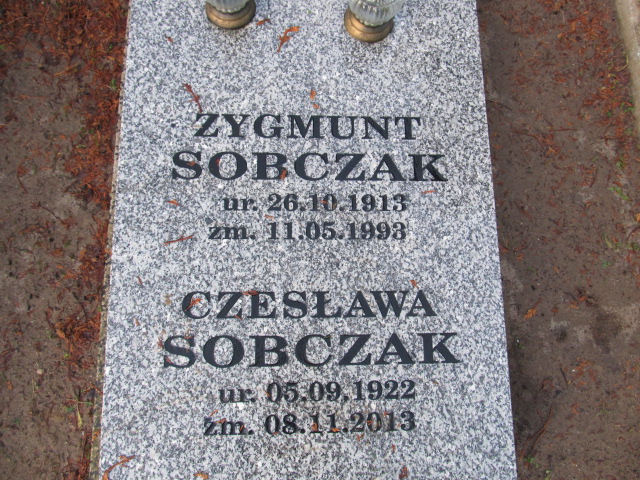 ZYGMUNT
SOBCZAK
ur. 26.10.1913
zm. 11.05.1993
CZESŁAWA
SOBCZAK
ur. 05.09.1922
zm. 08.11.2013